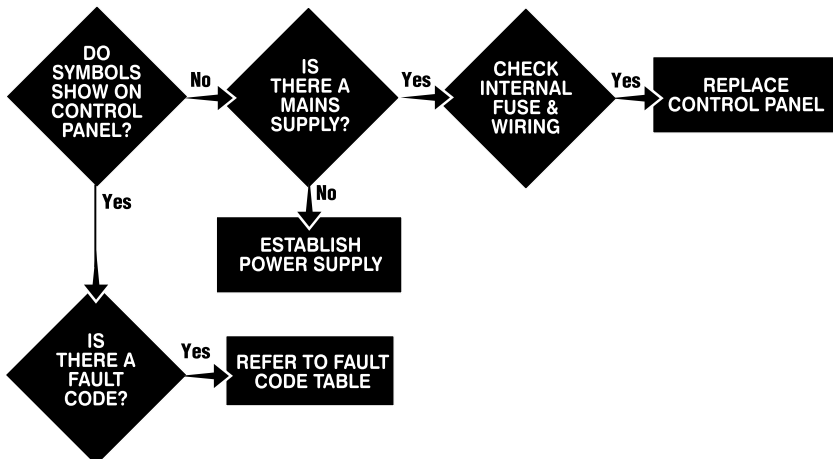 DO
SYMBOLS
SHOW ON
CONTROL
PANEL?
No
IS
THERE A
MAINS
SUPPLY?
Yes
CHECK
INTERNAL
FUSE &
WIRING
Yes
REPLACE
CONTROL PANEL
Yes
No
ESTABLISH
POWER SUPPLY
IS
THERE A
FAULT
CODE?
Yes
REFER TO FAULT
CODE TABLE